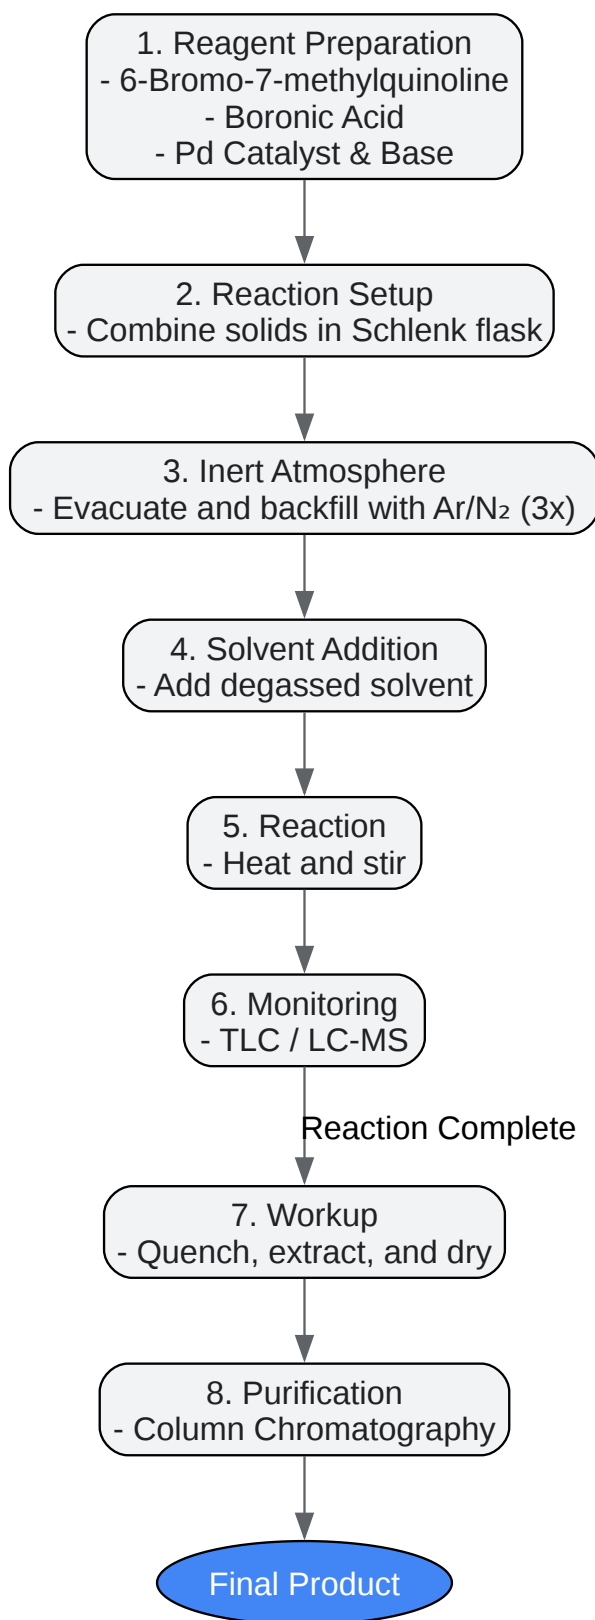 1. Reagent Preparation
- 6-Bromo-7-methylquinoline
- Boronic Acid
- Pd Catalyst & Base
2. Reaction Setup
- Combine solids in Schlenk flask
3. Inert Atmosphere
- Evacuate and backfill with Ar/N₂ (3x)
4. Solvent Addition
- Add degassed solvent
5. Reaction
- Heat and stir
6. Monitoring
- TLC / LC-MS
Reaction Complete
7. Workup
- Quench, extract, and dry
8. Purification
- Column Chromatography
Final Product